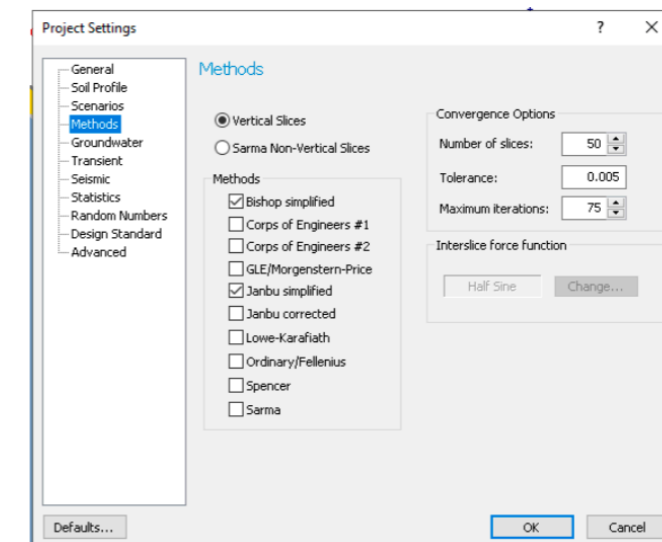 Project Settings
?
General
Soil Profile
Scenarios
Methods
Groundwater
Transient
Seismic
Statistics
Random Numbers
Design Standard
Advanced
Methods
Vertical Slices
Sarma Non-Vertical Slices
Methods
Bishop simplified
Corps of Engineers #1
Corps of Engineers #2
GLE/Morgenstern-Price
Janbu simplified
Janbu corrected
Lowe-Karafiath
Ordinary/Fellenius
Spencer
Sarma
Convergence Options
Number of slices: 50
Tolerance: 0.005
Maximum iterations: 75
Interslice force function
Half Sine Change...
Defaults... OK Cancel